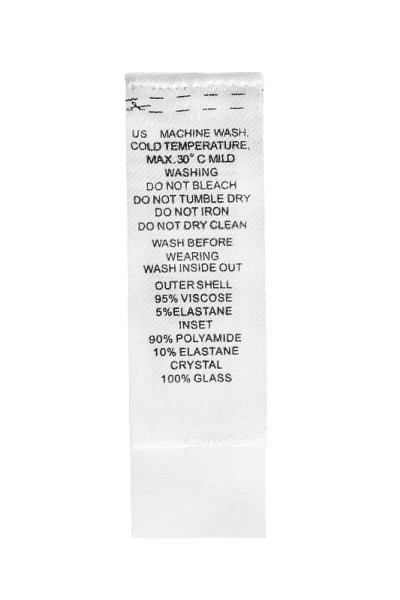 US MACHINE WASH.
COLD TEMPERATURE,
MAX.30° C MILD
WASHING
DO NOT BLEACH
DO NOT TUMBLE DRY
DO NOT IRON
DO NOT DRY CLEAN
WASH BEFORE
WEARING
WASH INSIDE OUT
OUTER SHELL
95% VISCOSE
5%ELASTANE
INSET
90% POLYAMIDE
10% ELASTANE
CRYSTAL
100% GLASS